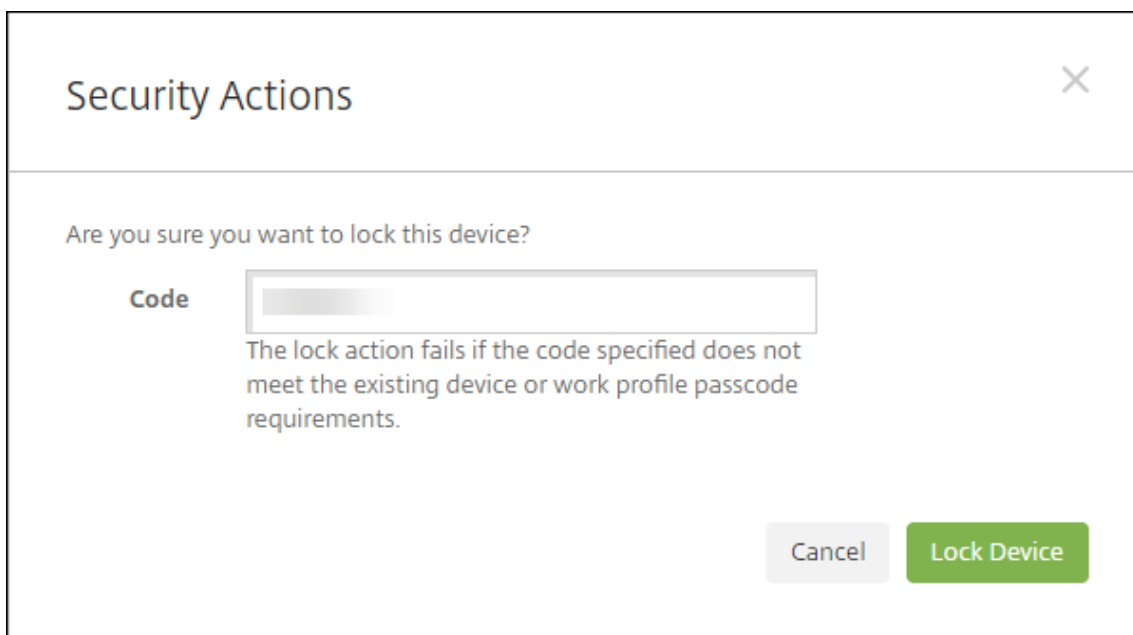 Security Actions
Are you sure you want to lock this device?
Code
The lock action fails if the code specified does not
meet the existing device or work profile passcode
requirements.
Cancel
Lock Device